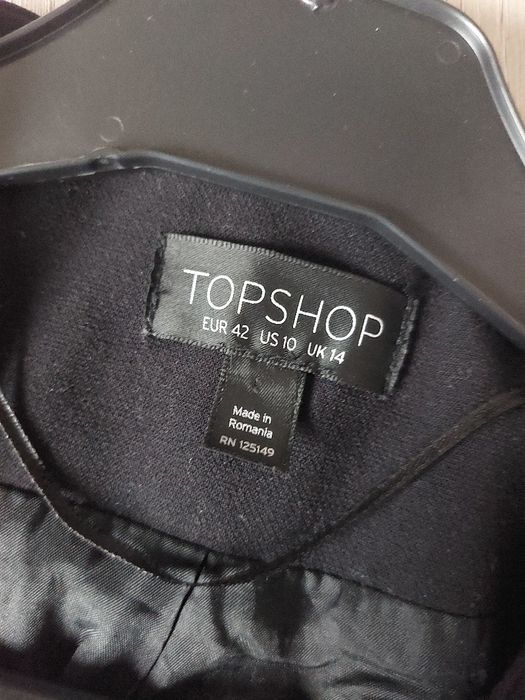 TOPSHOP
EUR 42 US 10 UK 14
Made in
Romania
RN 125149